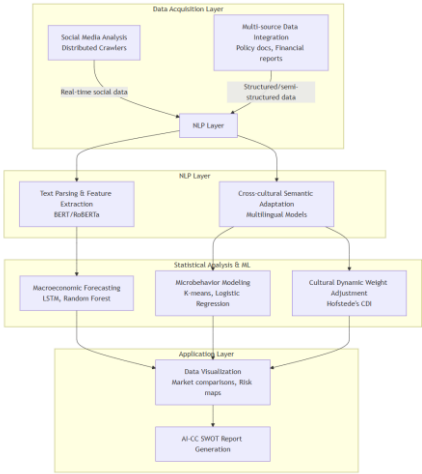 Data Acquisition Layer
Social Media Analysis
Distributed Crawlers
Multi-source Data
Integration
Policy docs, Financial
reports
Real-time social data
Structured/semi-
structured data
NLP Layer
NLP Layer
Text Parsing & Feature
Extraction
BERT/RoBERTa
Cross-cultural Semantic
Adaptation
Multilingual Models
Statistical Analysis & ML
Macroeconomic Forecasting
LSTM, Random Forest
Microbehavior Modeling
K-means, Logistic
Regression
Cultural Dynamic Weight
Adjustment
Hofstede's CDI
Application Layer
Data Visualization
Market comparisons, Risk
maps
AI-CC SWOT Report
Generation